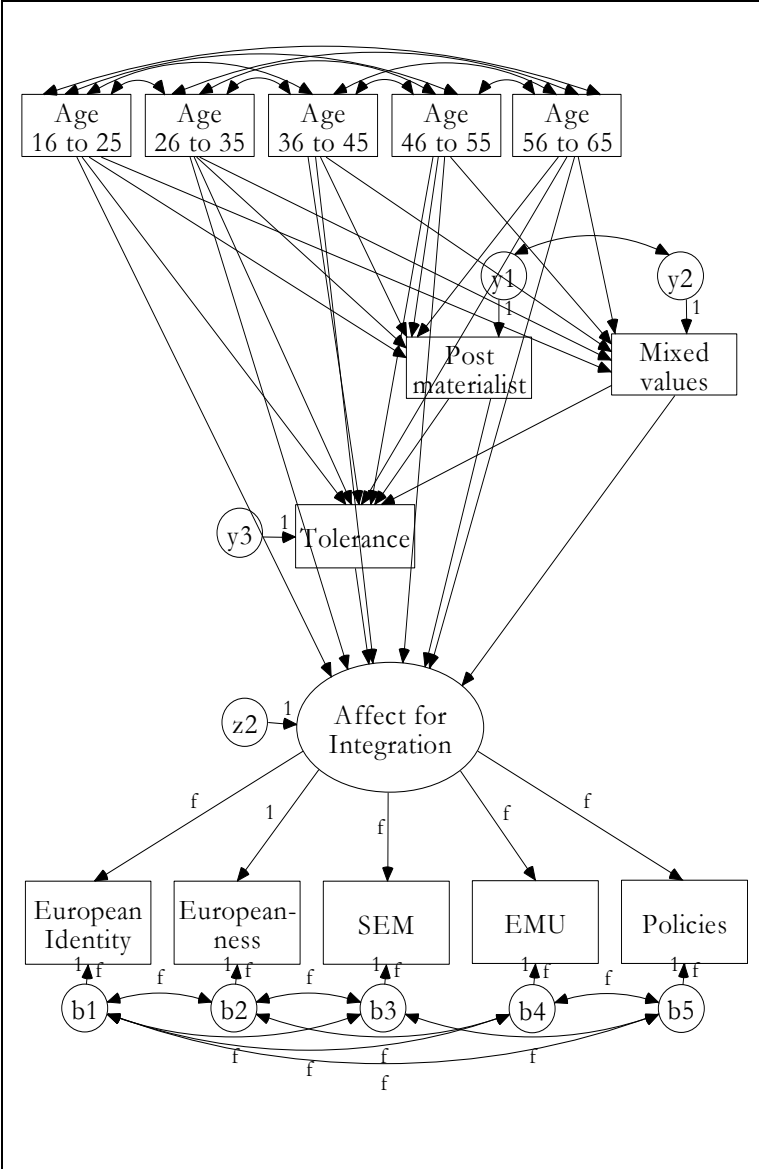 Age
16 to 25
Age
26 to 35
Age
36 to 45
Age
46 to 55
Age
56 to 65
y1
y2
1
1
Post
materialist
Mixed
values
y3
1
Tolerance
z2
1
Affect for
Integration
f
1
f
f
f
European
Identity
European-
ness
SEM
EMU
Policies
1
f
1
f
1
f
1
f
1
f
f
f
f
b1
b2
b3
b4
b5
f
f
f
f
f
f